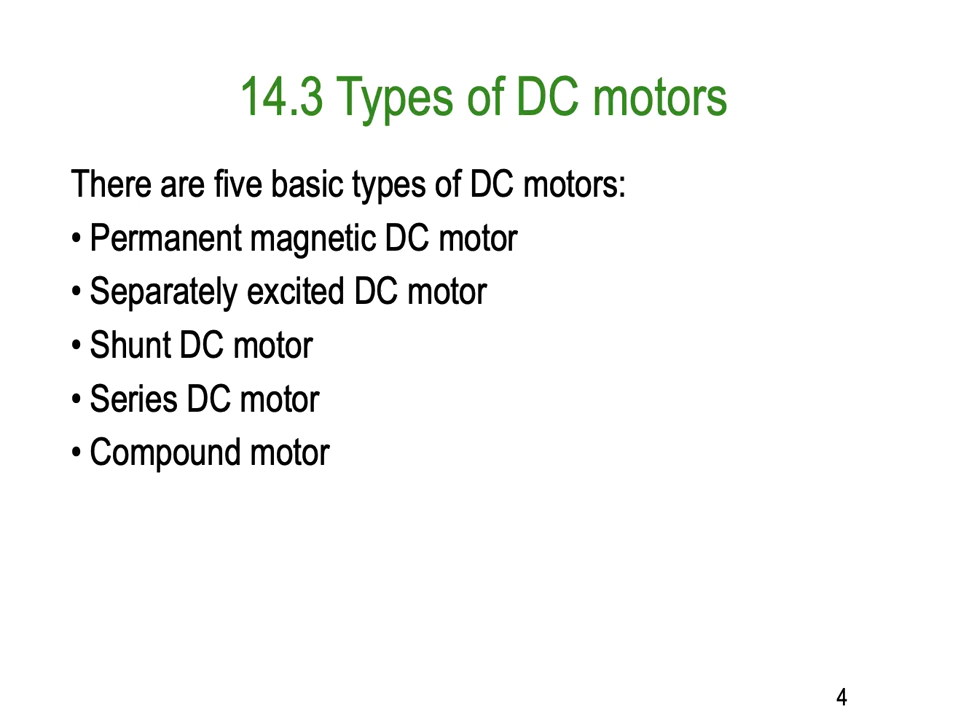 14.3 Types of DC motors
There are five basic types of DC motors:
• Permanent magnetic DC motor
• Separately excited DC motor
• Shunt DC motor
• Series DC motor
• Compound motor
4